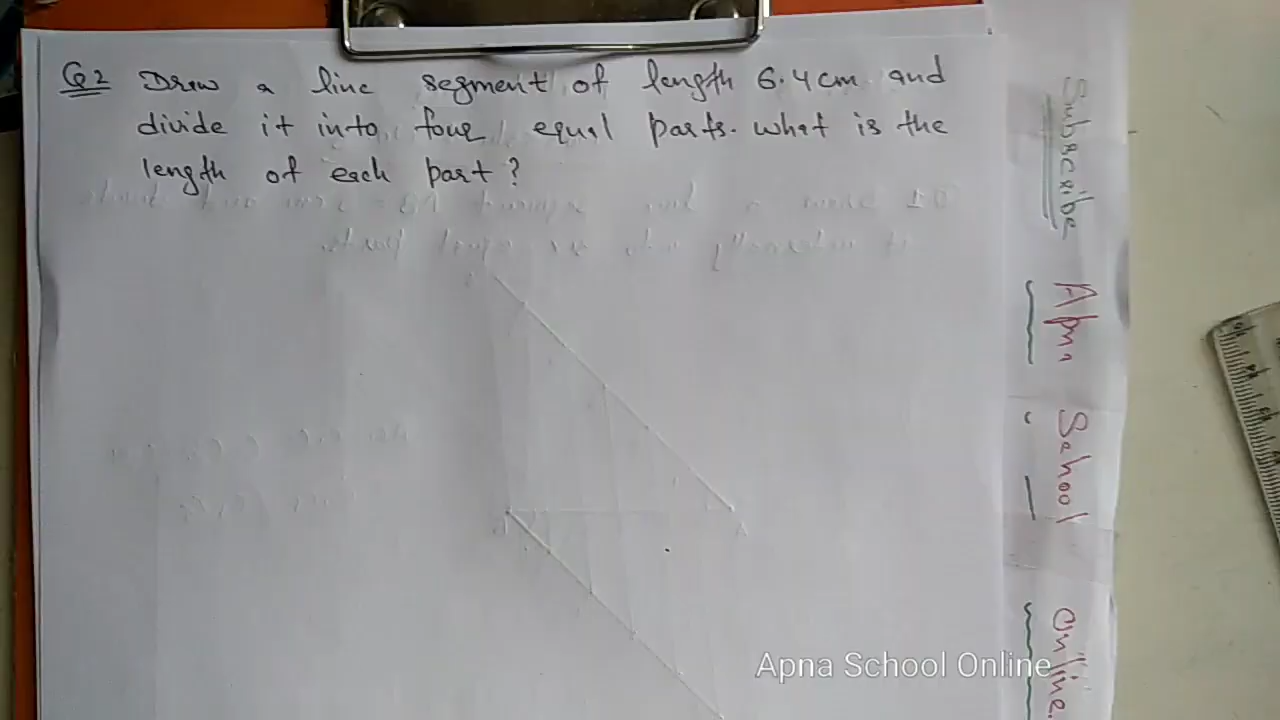 Q2 Draw a line segment of length 6.4 cm and
divide it into four equal parts. what is the
length of each part?
Subscribe Apna School Online.
Apna School Online